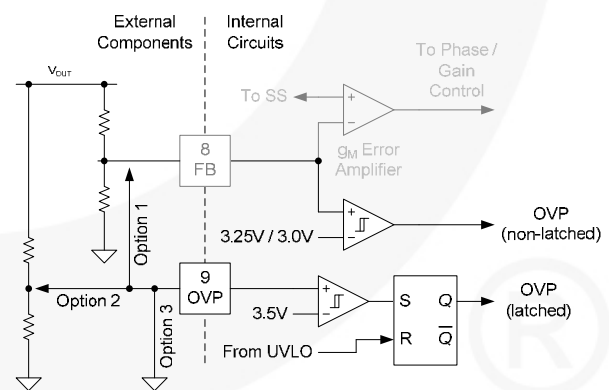 External
Components
Internal
Circuits
VOUT
To Phase /
Gain
Control
To SS
+
−
8
FB
gM Error
Amplifier
Option 1
+
−
3.25V / 3.0V
OVP
(non-latched)
Option 2
Option 3
9
OVP
+
−
3.5V
S Q
R Q̅
OVP
(latched)
From UVLO
®